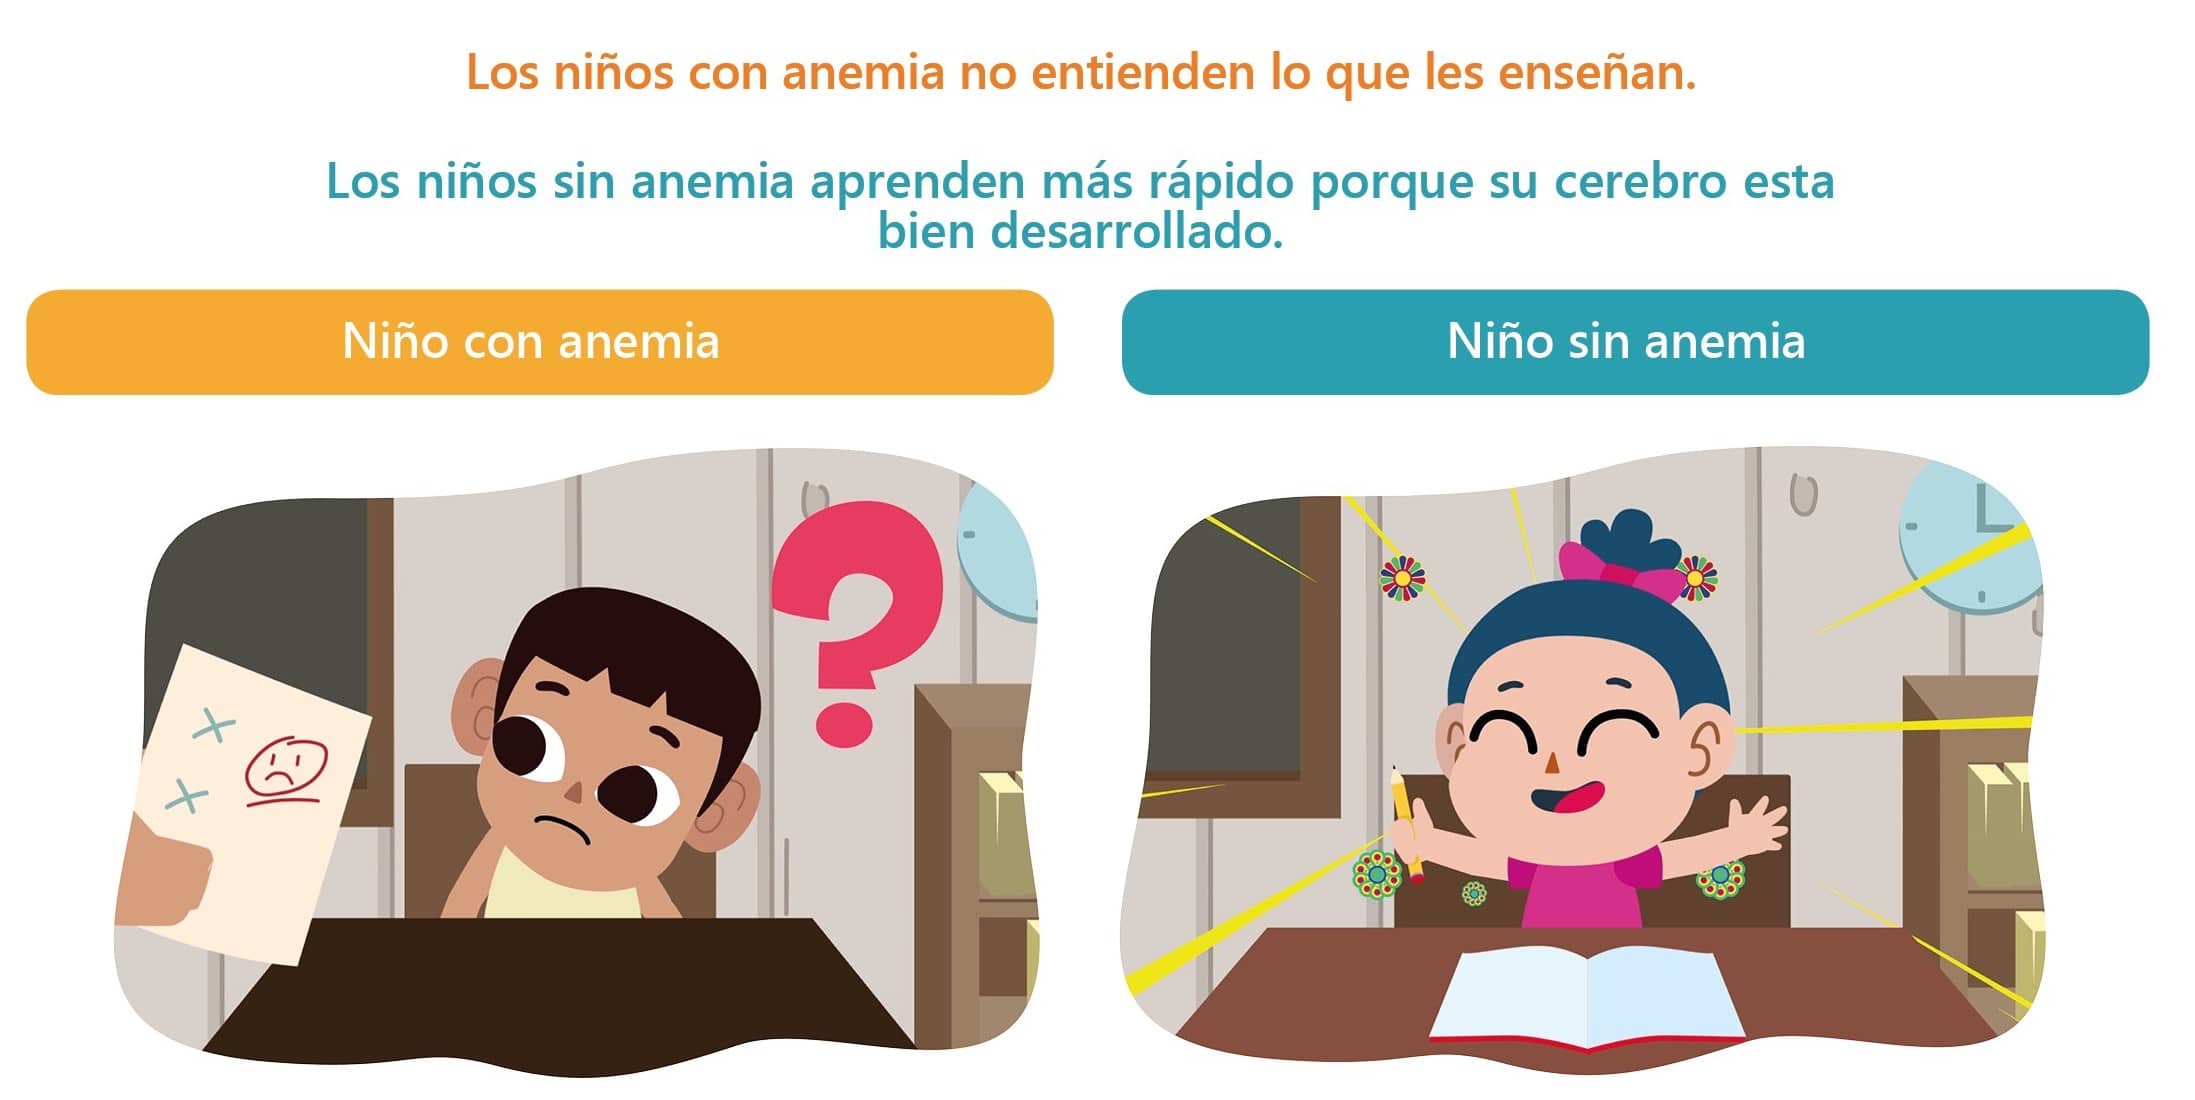 Los niños con anemia no entienden lo que les enseñan.
Los niños sin anemia aprenden más rápido porque su cerebro esta
bien desarrollado.
Niño con anemia
Niño sin anemia
?